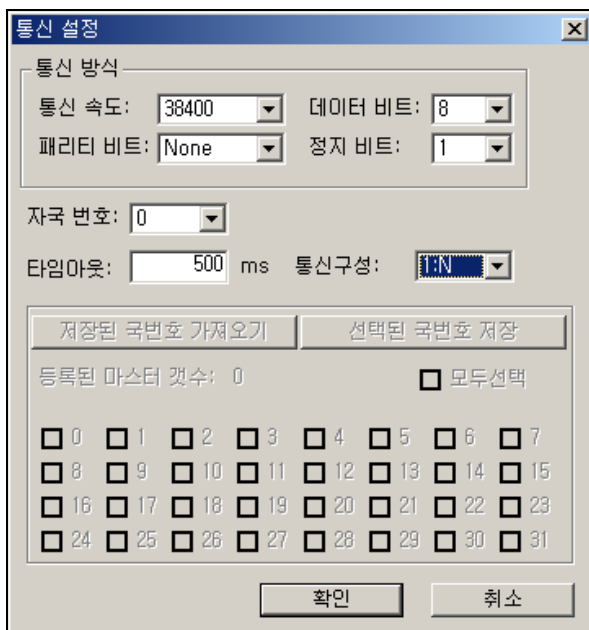 통신 설정
통신 방식
통신 속도: 38400 데이터 비트: 8
패리티 비트: None 정지 비트: 1
자국 번호: 0
타임아웃: 500 ms 통신구성: 1:N
저장된 국번호 가져오기 선택된 국번호 저장
등록된 마스터 갯수: 0 모두선택
0 1 2 3 4 5 6 7
8 9 10 11 12 13 14 15
16 17 18 19 20 21 22 23
24 25 26 27 28 29 30 31
확인 취소